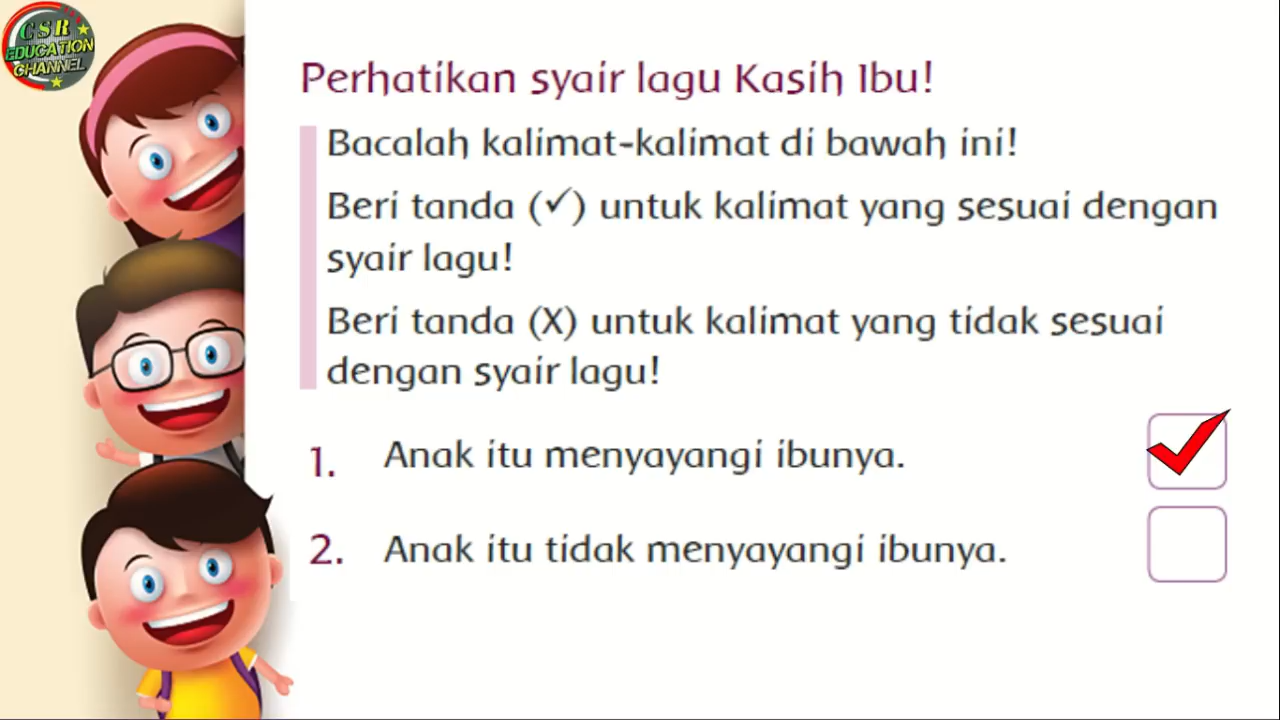 CSR
EDUCATION
CHANNEL
Perhatikan syair lagu Kasih Ibu!
Bacalah kalimat-kalimat di bawah ini!
Beri tanda (✓) untuk kalimat yang sesuai dengan
syair lagu!
Beri tanda (X) untuk kalimat yang tidak sesuai
dengan syair lagu!
1. Anak itu menyayangi ibunya. ✓
2. Anak itu tidak menyayangi ibunya.